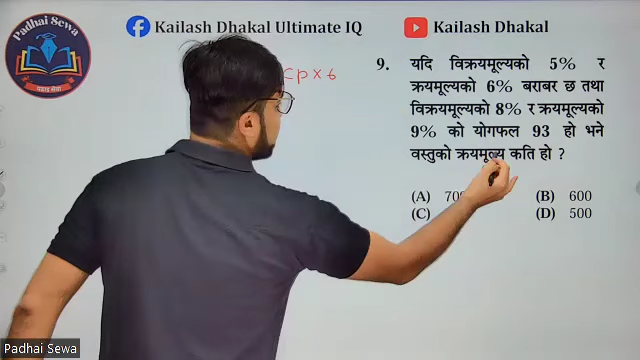 Padhai Sewa
पढाइ सेवा
Kailash Dhakal Ultimate IQ
Kailash Dhakal
CP × 6
9. यदि विक्रयमूल्यको 5% र
क्रयमूल्यको 6% बराबर छ तथा
विक्रयमूल्यको 8% र क्रयमूल्यको
9% को योगफल 93 हो भने
वस्तुको क्रयमूल्य कति हो ?
(A) (B) 600
(C) (D) 500
Padhai Sewa